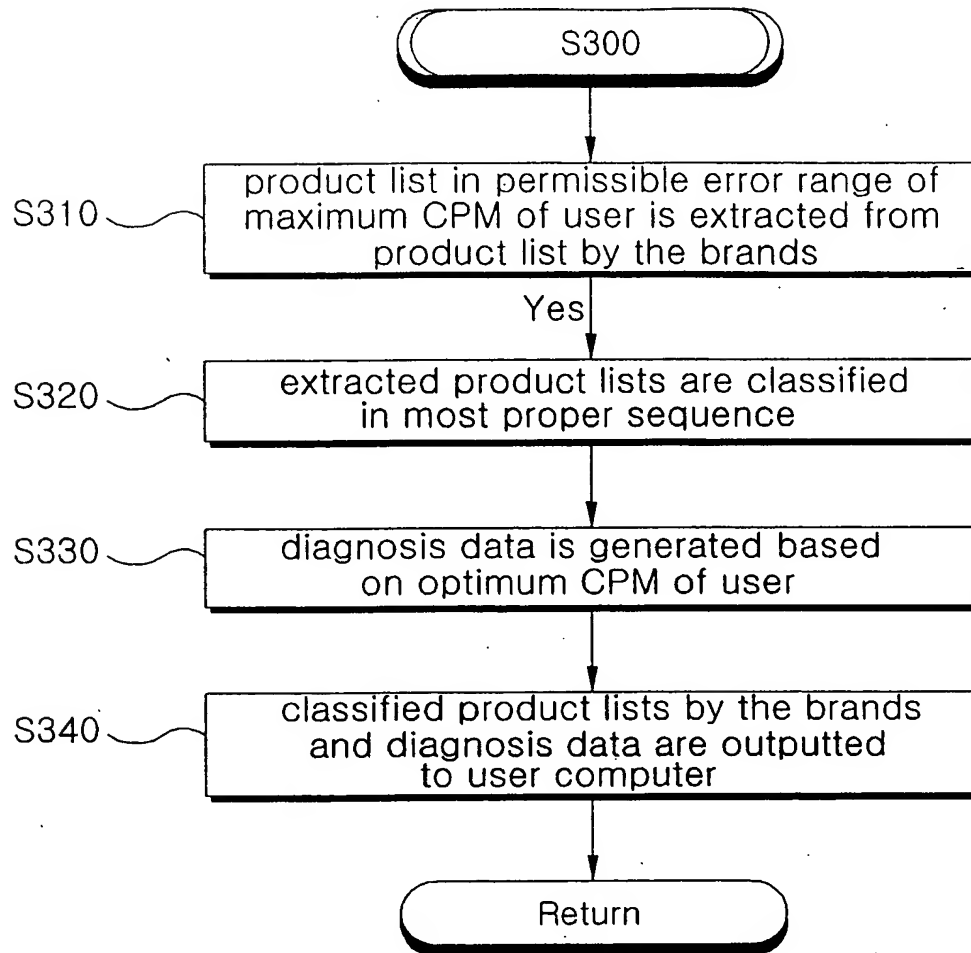 S300
S310
product list in permissible error range of
maximum CPM of user is extracted from
product list by the brands
Yes
S320
extracted product lists are classified
in most proper sequence
S330
diagnosis data is generated based
on optimum CPM of user
S340
classified product lists by the brands
and diagnosis data are outputted
to user computer
Return